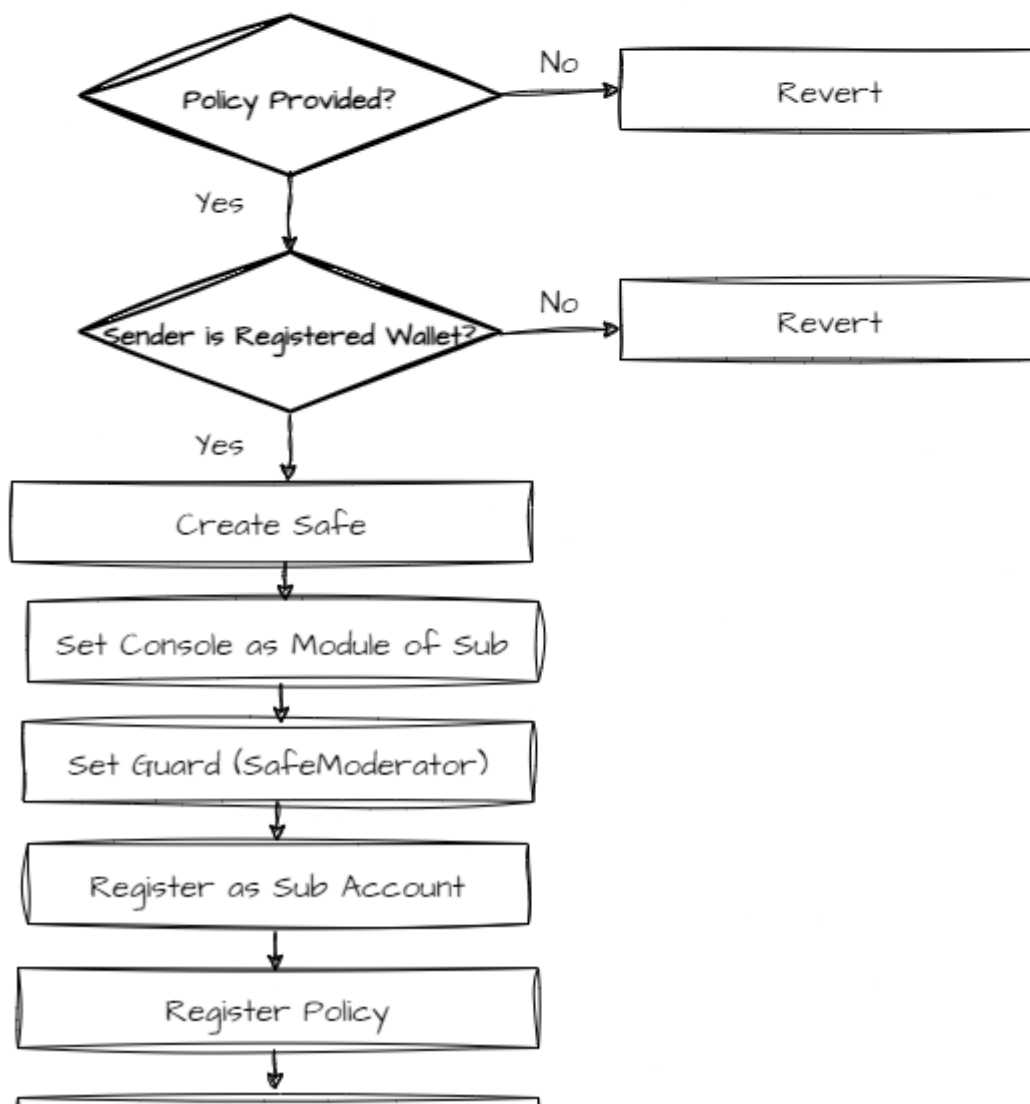 Policy Provided?
No
Revert
Yes
Sender is Registered Wallet?
No
Revert
Yes
Create Safe
Set Console as Module of Sub
Set Guard (SafeModerator)
Register as Sub Account
Register Policy